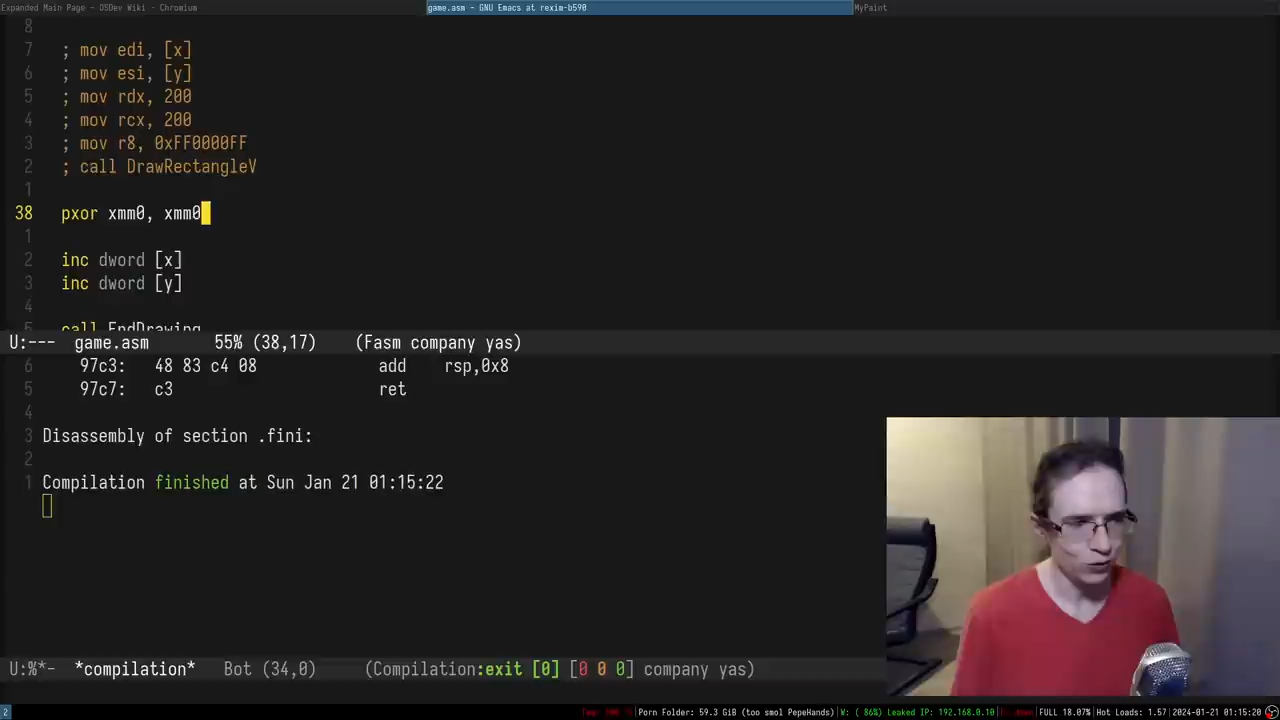 Expanded Main Page - OSDev Wiki - Chromium
game.asm - GNU Emacs at rexim-b590
MyPaint
8
7 ; mov edi, [x]
6 ; mov esi, [y]
5 ; mov rdx, 200
4 ; mov rcx, 200
3 ; mov r8, 0xFF0000FF
2 ; call DrawRectangleV
1
38 pxor xmm0, xmm0
1
2 inc dword [x]
3 inc dword [y]
4
5 call EndDrawing
U:--- game.asm 55% (38,17) (Fasm company yas)
6 97c3: 48 83 c4 08 add rsp,0x8
5 97c7: c3 ret
4
3 Disassembly of section .fini:
2
1 Compilation finished at Sun Jan 21 01:15:22
U:%*- *compilation* Bot (34,0) (Compilation:exit [0] [0 0 0] company yas)
2
Porn Folder: 59.3 GiB (too smol PepeHands)
W: ( 86%) Leaked IP: 192.168.0.10
FULL 18.07%
Hot Loads: 1.57
2024-01-21 01:15:20